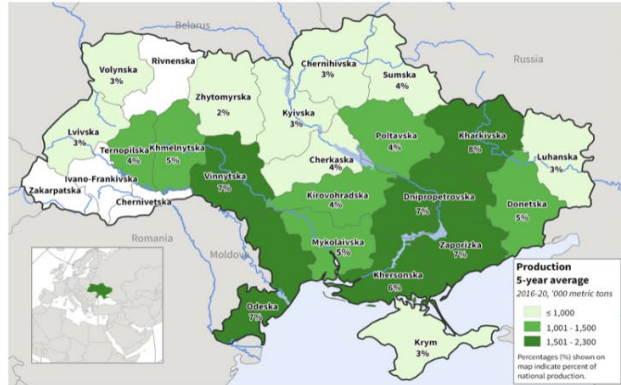 Belarus
Russia
Volynska
3%
Rivnenska
Zhytomyrska
2%
Kyivska
3%
Chernihivska
3%
Sumska
4%
Lvivska
3%
Ternopilska
4%
Khmelnytska
5%
Vinnytska
7%
Cherkaska
4%
Poltavska
4%
Kharkivska
8%
Luhanska
3%
Ivano-Frankivska
Zakarpatska
Chernivetska
Kirovohradska
4%
Dnipropetrovska
7%
Donetska
5%
Romania
Moldova
Mykolaivska
5%
Zaporizka
7%
Khersonska
6%
Odeska
7%
Krym
3%
Production
5-year average
2016-20, '000 metric tons
≤ 1,000
1,001 - 1,500
1,501 - 2,300
Percentages (%) shown on
map indicate percent of
national production.